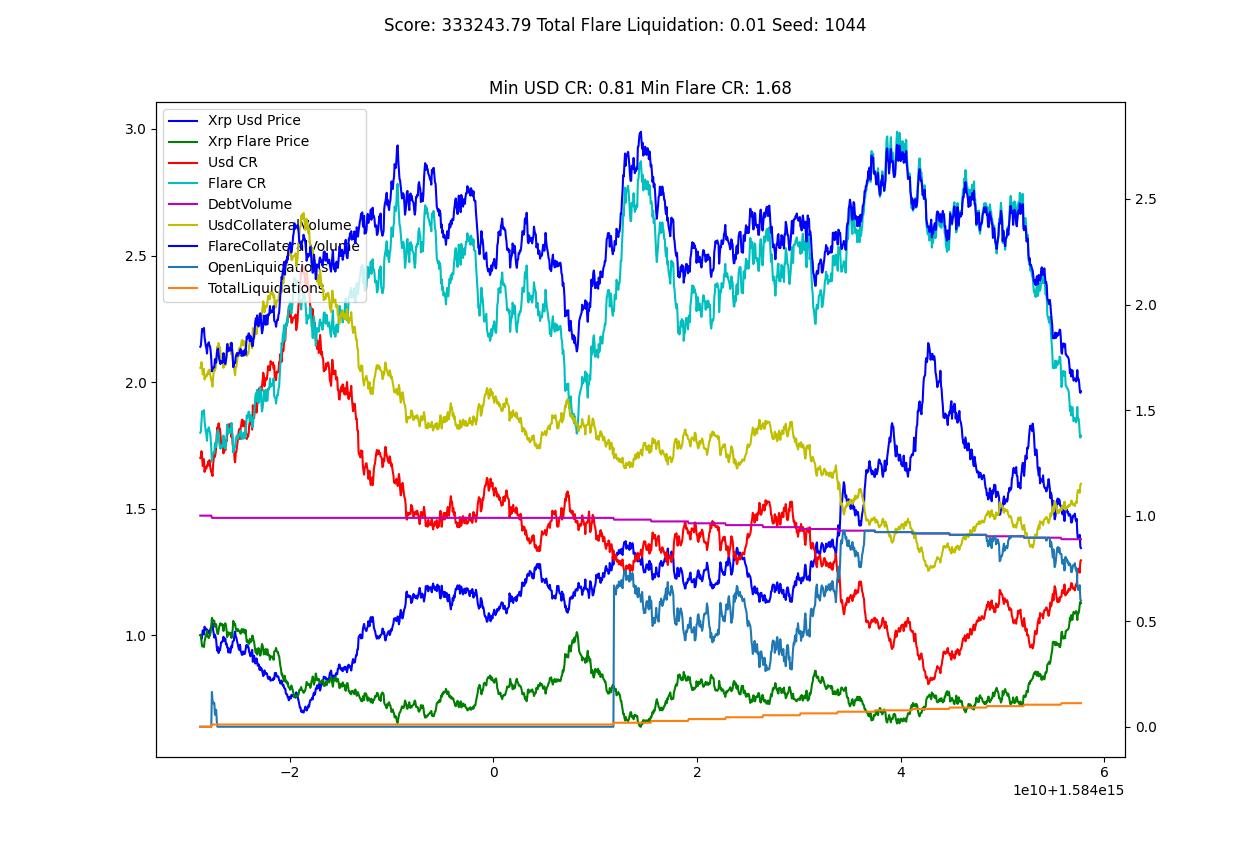 Score: 333243.79 Total Flare Liquidation: 0.01 Seed: 1044
Min USD CR: 0.81 Min Flare CR: 1.68
Xrp Usd Price
Xrp Flare Price
Usd CR
Flare CR
DebtVolume
UsdCollateralVolume
FlareCollateralVolume
OpenLiquidations
TotalLiquidations
3.0
2.5
2.0
1.5
1.0
2.5
2.0
1.5
1.0
0.5
0.0
−2 0 2 4 6
1e10+1.584e15